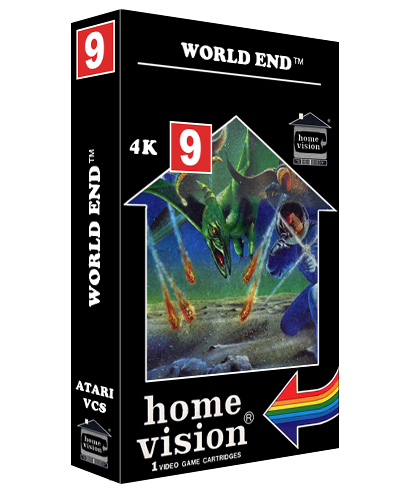 9
WORLD END™
ATARI
VCS
home
vision
WORLD END™
4K
9
home
vision
home
vision®
1 VIDEO GAME CARTRIDGES